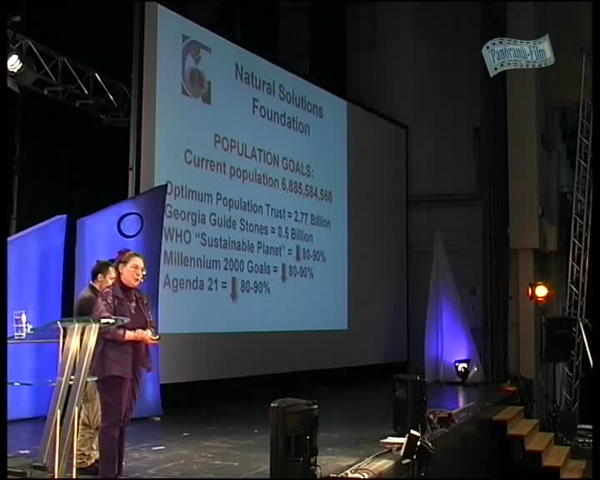 Panorama-Film
Natural Solutions
Foundation
POPULATION GOALS:
Current population 6,885,584,568
Optimum Population Trust = 2.77 Billion
Georgia Guide Stones = 0.5 Billion
WHO "Sustainable Planet" = 80-90%
Millennium 2000 Goals = 80-90%
Agenda 21 = 80-90%